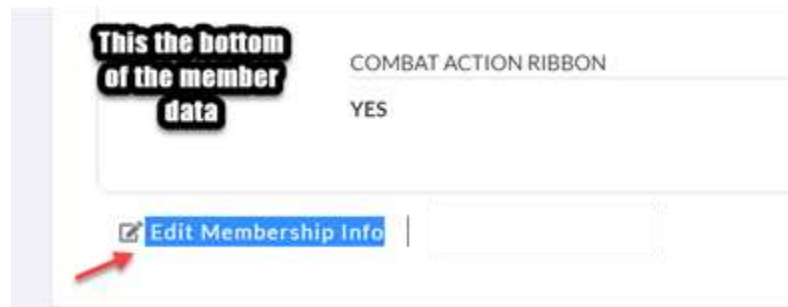 This the bottom
of the member
data
COMBAT ACTION RIBBON
YES
Edit Membership Info